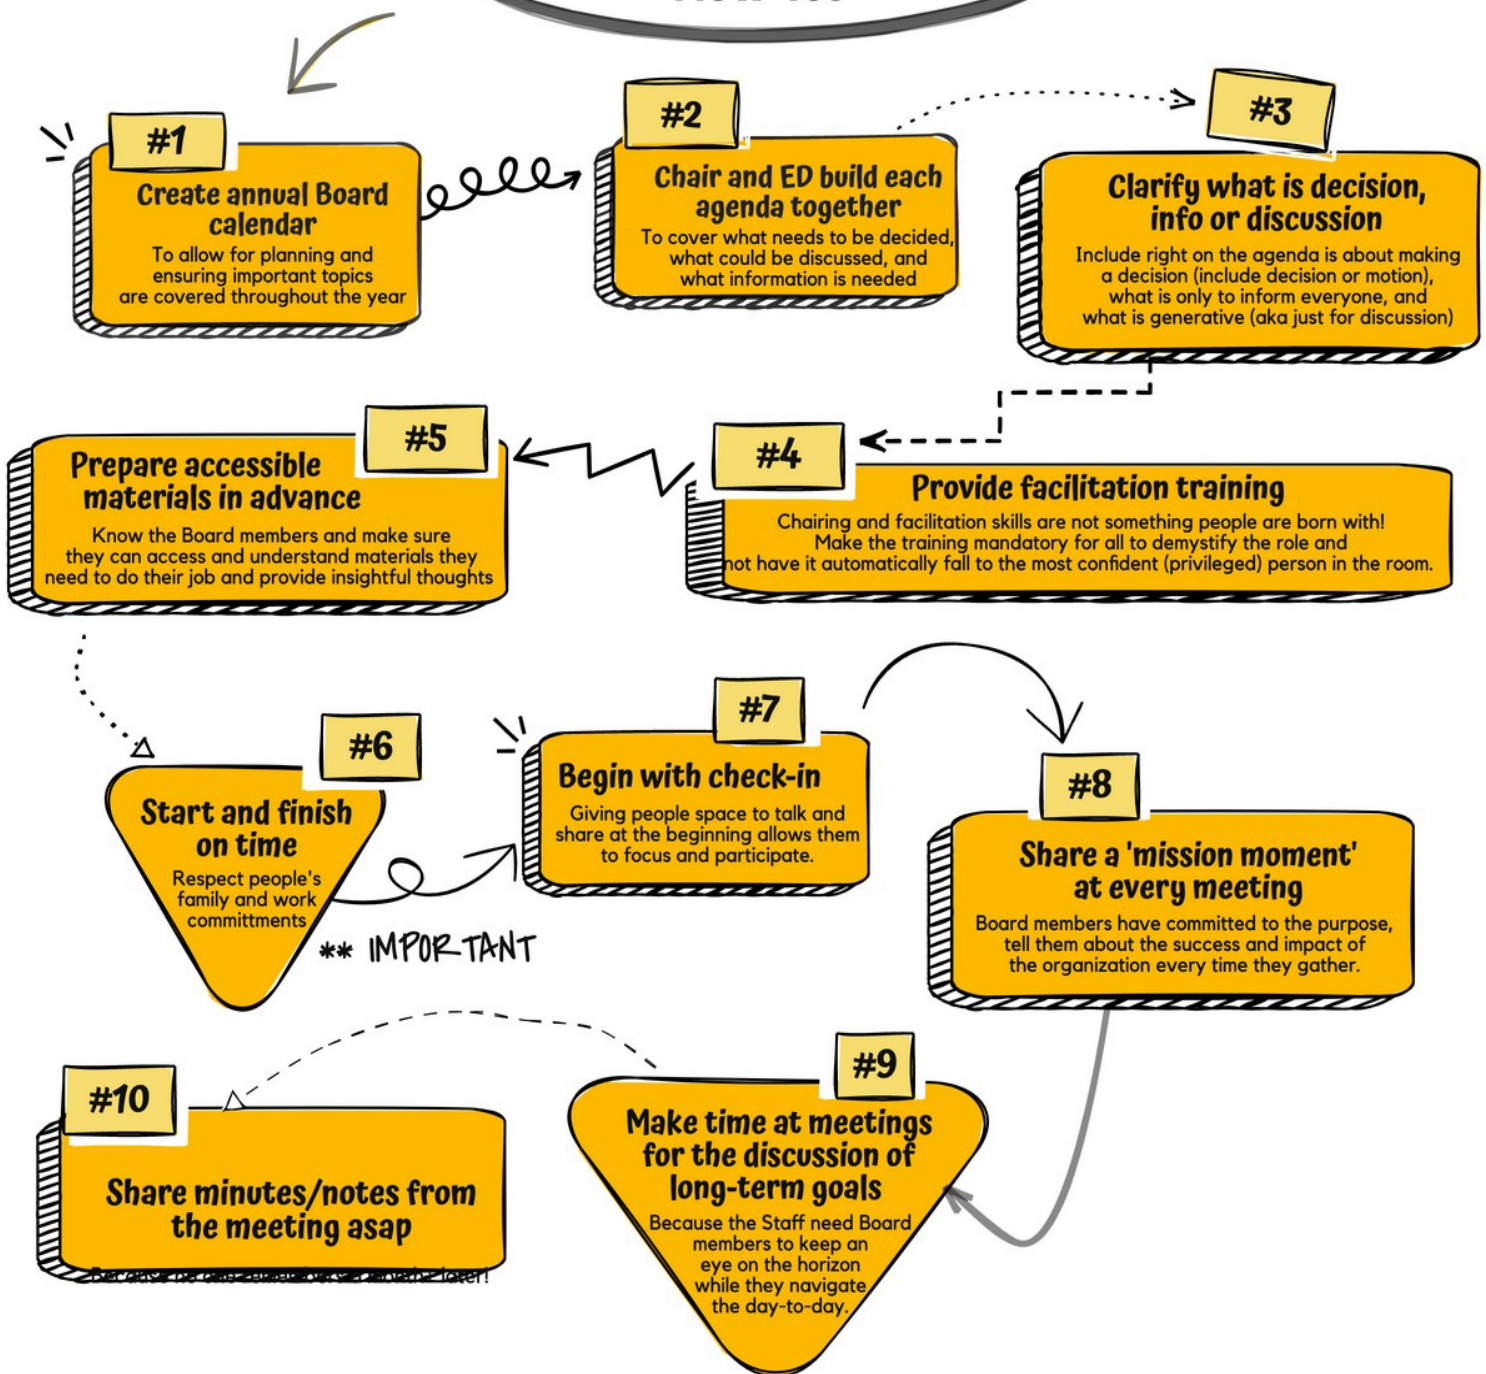 #1
Create annual Board
calendar
To allow for planning and
ensuring important topics
are covered throughout the year
#2
Chair and ED build each
agenda together
To cover what needs to be decided,
what could be discussed, and
what information is needed
#3
Clarify what is decision,
info or discussion
Include right on the agenda is about making
a decision (include decision or motion),
what is only to inform everyone, and
what is generative (aka just for discussion)
#4
Provide facilitation training
Chairing and facilitation skills are not something people are born with!
Make the training mandatory for all to demystify the role and
not have it automatically fall to the most confident (privileged) person in the room.
#5
Prepare accessible
materials in advance
Know the Board members and make sure
they can access and understand materials they
need to do their job and provide insightful thoughts
#6
Start and finish
on time
Respect people's
family and work
committments
** IMPORTANT
#7
Begin with check-in
Giving people space to talk and
share at the beginning allows them
to focus and participate.
#8
Share a 'mission moment'
at every meeting
Board members have committed to the purpose,
tell them about the success and impact of
the organization every time they gather.
#9
Make time at meetings
for the discussion of
long-term goals
Because the Staff need Board
members to keep an
eye on the horizon
while they navigate
the day-to-day.
#10
Share minutes/notes from
the meeting asap
Because no one later!